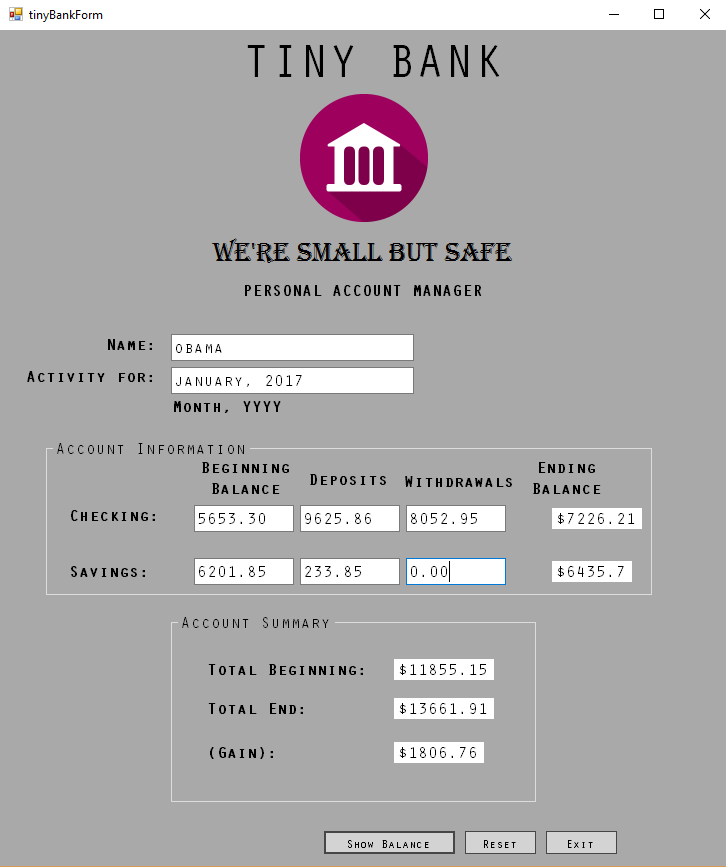 tinyBankForm
TINY BANK
WE'RE SMALL BUT SAFE
PERSONAL ACCOUNT MANAGER
NAME: OBAMA
ACTIVITY FOR: JANUARY, 2017
MONTH, YYYY
ACCOUNT INFORMATION
BEGINNING BALANCE DEPOSITS WITHDRAWALS ENDING BALANCE
CHECKING: 5653.30 9625.86 8052.95 $7226.21
SAVINGS: 6201.85 233.85 0.00 $6435.7
ACCOUNT SUMMARY
TOTAL BEGINNING: $11855.15
TOTAL END: $13661.91
(GAIN): $1806.76
SHOW BALANCE RESET EXIT